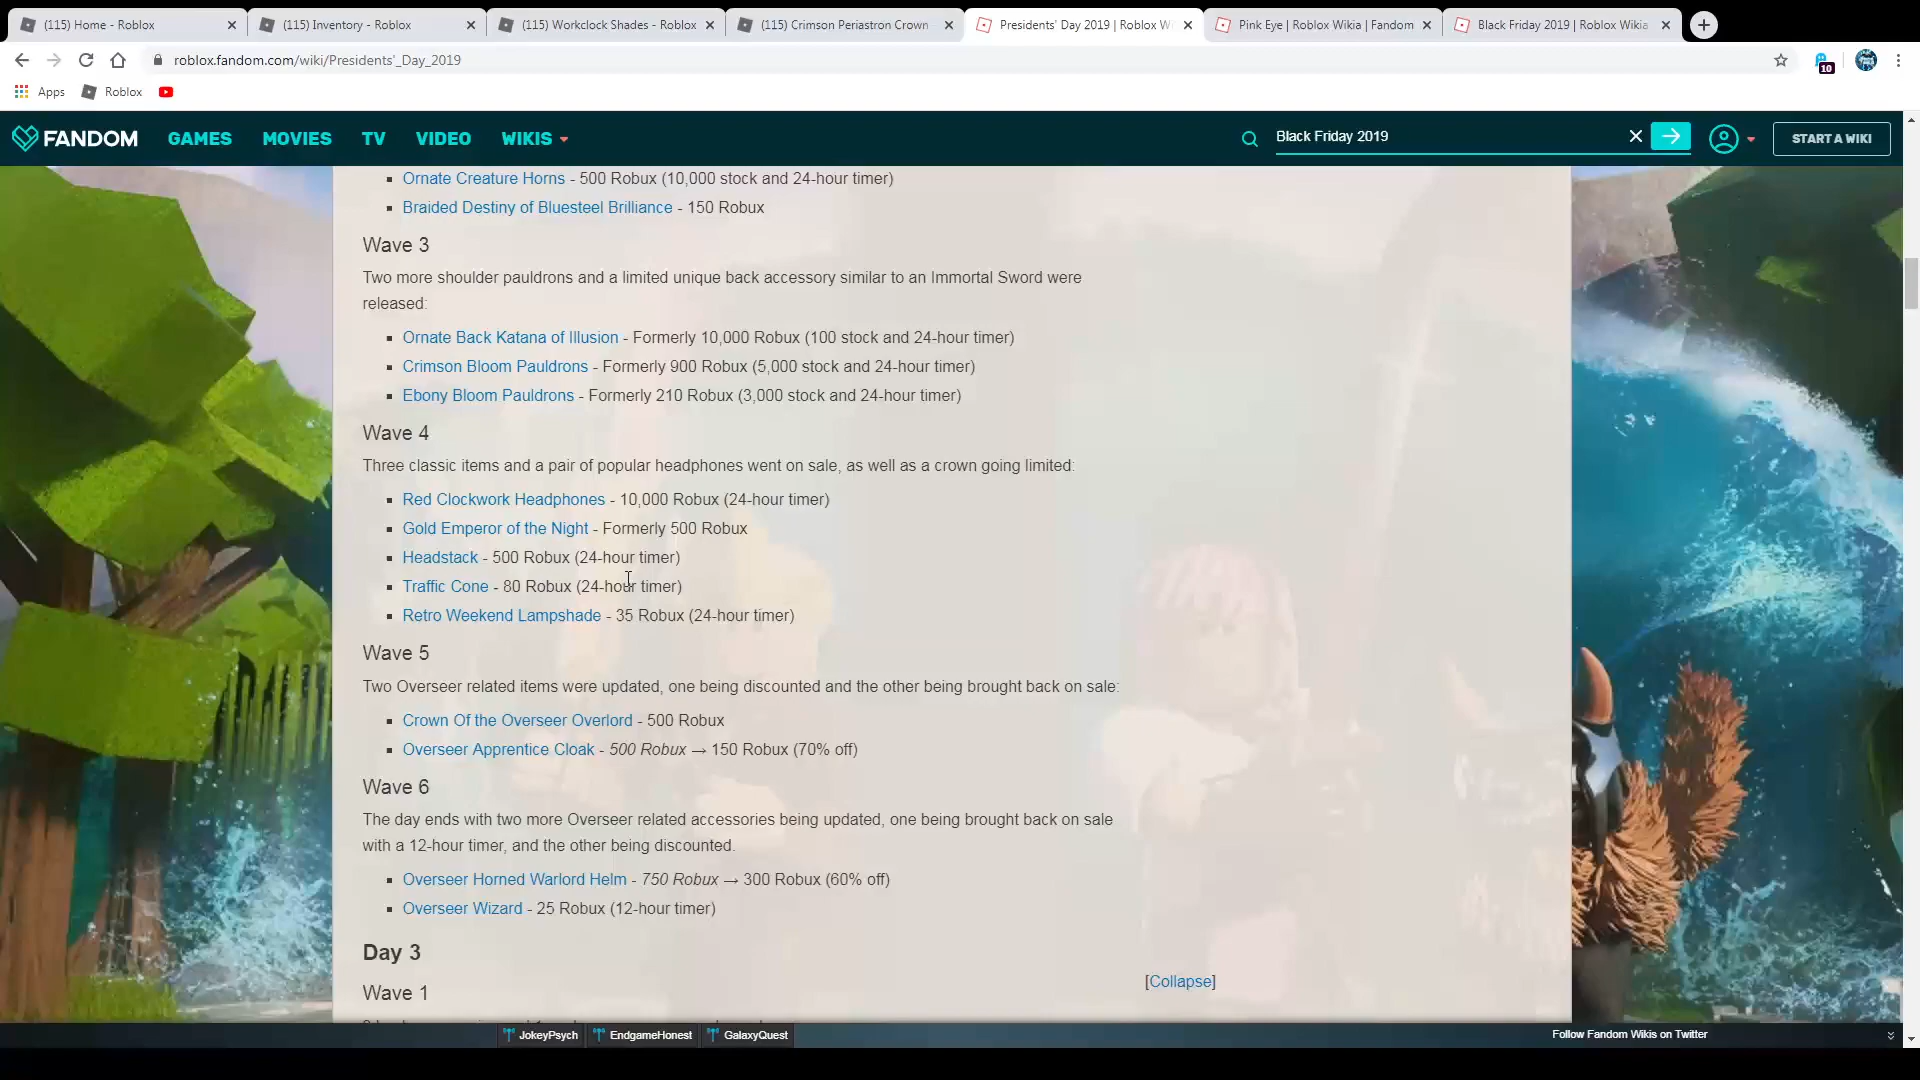 (115) Home - Roblox
(115) Inventory - Roblox
(115) Workclock Shades - Roblox
(115) Crimson Periastron Crown
Presidents' Day 2019 | Roblox W
Pink Eye | Roblox Wikia | Fandom
Black Friday 2019 | Roblox Wikia
roblox.fandom.com/wiki/Presidents'_Day_2019
10
Apps
Roblox
FANDOM
GAMES
MOVIES
TV
VIDEO
WIKIS
Black Friday 2019
START A WIKI
Ornate Creature Horns - 500 Robux (10,000 stock and 24-hour timer)
Braided Destiny of Bluesteel Brilliance - 150 Robux
Wave 3
Two more shoulder pauldrons and a limited unique back accessory similar to an Immortal Sword were
released:
Ornate Back Katana of Illusion - Formerly 10,000 Robux (100 stock and 24-hour timer)
Crimson Bloom Pauldrons - Formerly 900 Robux (5,000 stock and 24-hour timer)
Ebony Bloom Pauldrons - Formerly 210 Robux (3,000 stock and 24-hour timer)
Wave 4
Three classic items and a pair of popular headphones went on sale, as well as a crown going limited:
Red Clockwork Headphones - 10,000 Robux (24-hour timer)
Gold Emperor of the Night - Formerly 500 Robux
Headstack - 500 Robux (24-hour timer)
Traffic Cone - 80 Robux (24-hour timer)
Retro Weekend Lampshade - 35 Robux (24-hour timer)
Wave 5
Two Overseer related items were updated, one being discounted and the other being brought back on sale:
Crown Of the Overseer Overlord - 500 Robux
Overseer Apprentice Cloak - 500 Robux → 150 Robux (70% off)
Wave 6
The day ends with two more Overseer related accessories being updated, one being brought back on sale
with a 12-hour timer, and the other being discounted.
Overseer Horned Warlord Helm - 750 Robux → 300 Robux (60% off)
Overseer Wizard - 25 Robux (12-hour timer)
Day 3
[Collapse]
Wave 1
JokeyPsych
EndgameHonest
GalaxyQuest
Follow Fandom Wikis on Twitter